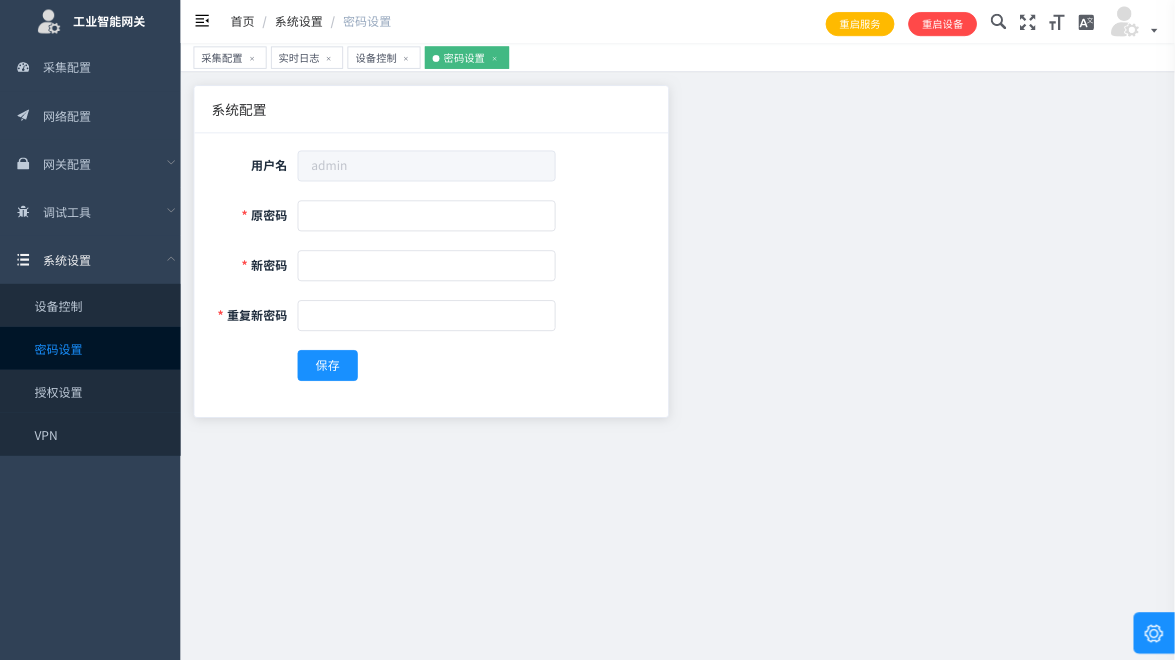 工业智能网关
首页 / 系统设置 / 密码设置
重启服务
重启设备
采集配置 ×
实时日志 ×
设备控制 ×
密码设置 ×
采集配置
网络配置
网关配置
调试工具
系统设置
设备控制
密码设置
授权设置
VPN
系统配置
用户名
admin
* 原密码
* 新密码
* 重复新密码
保存